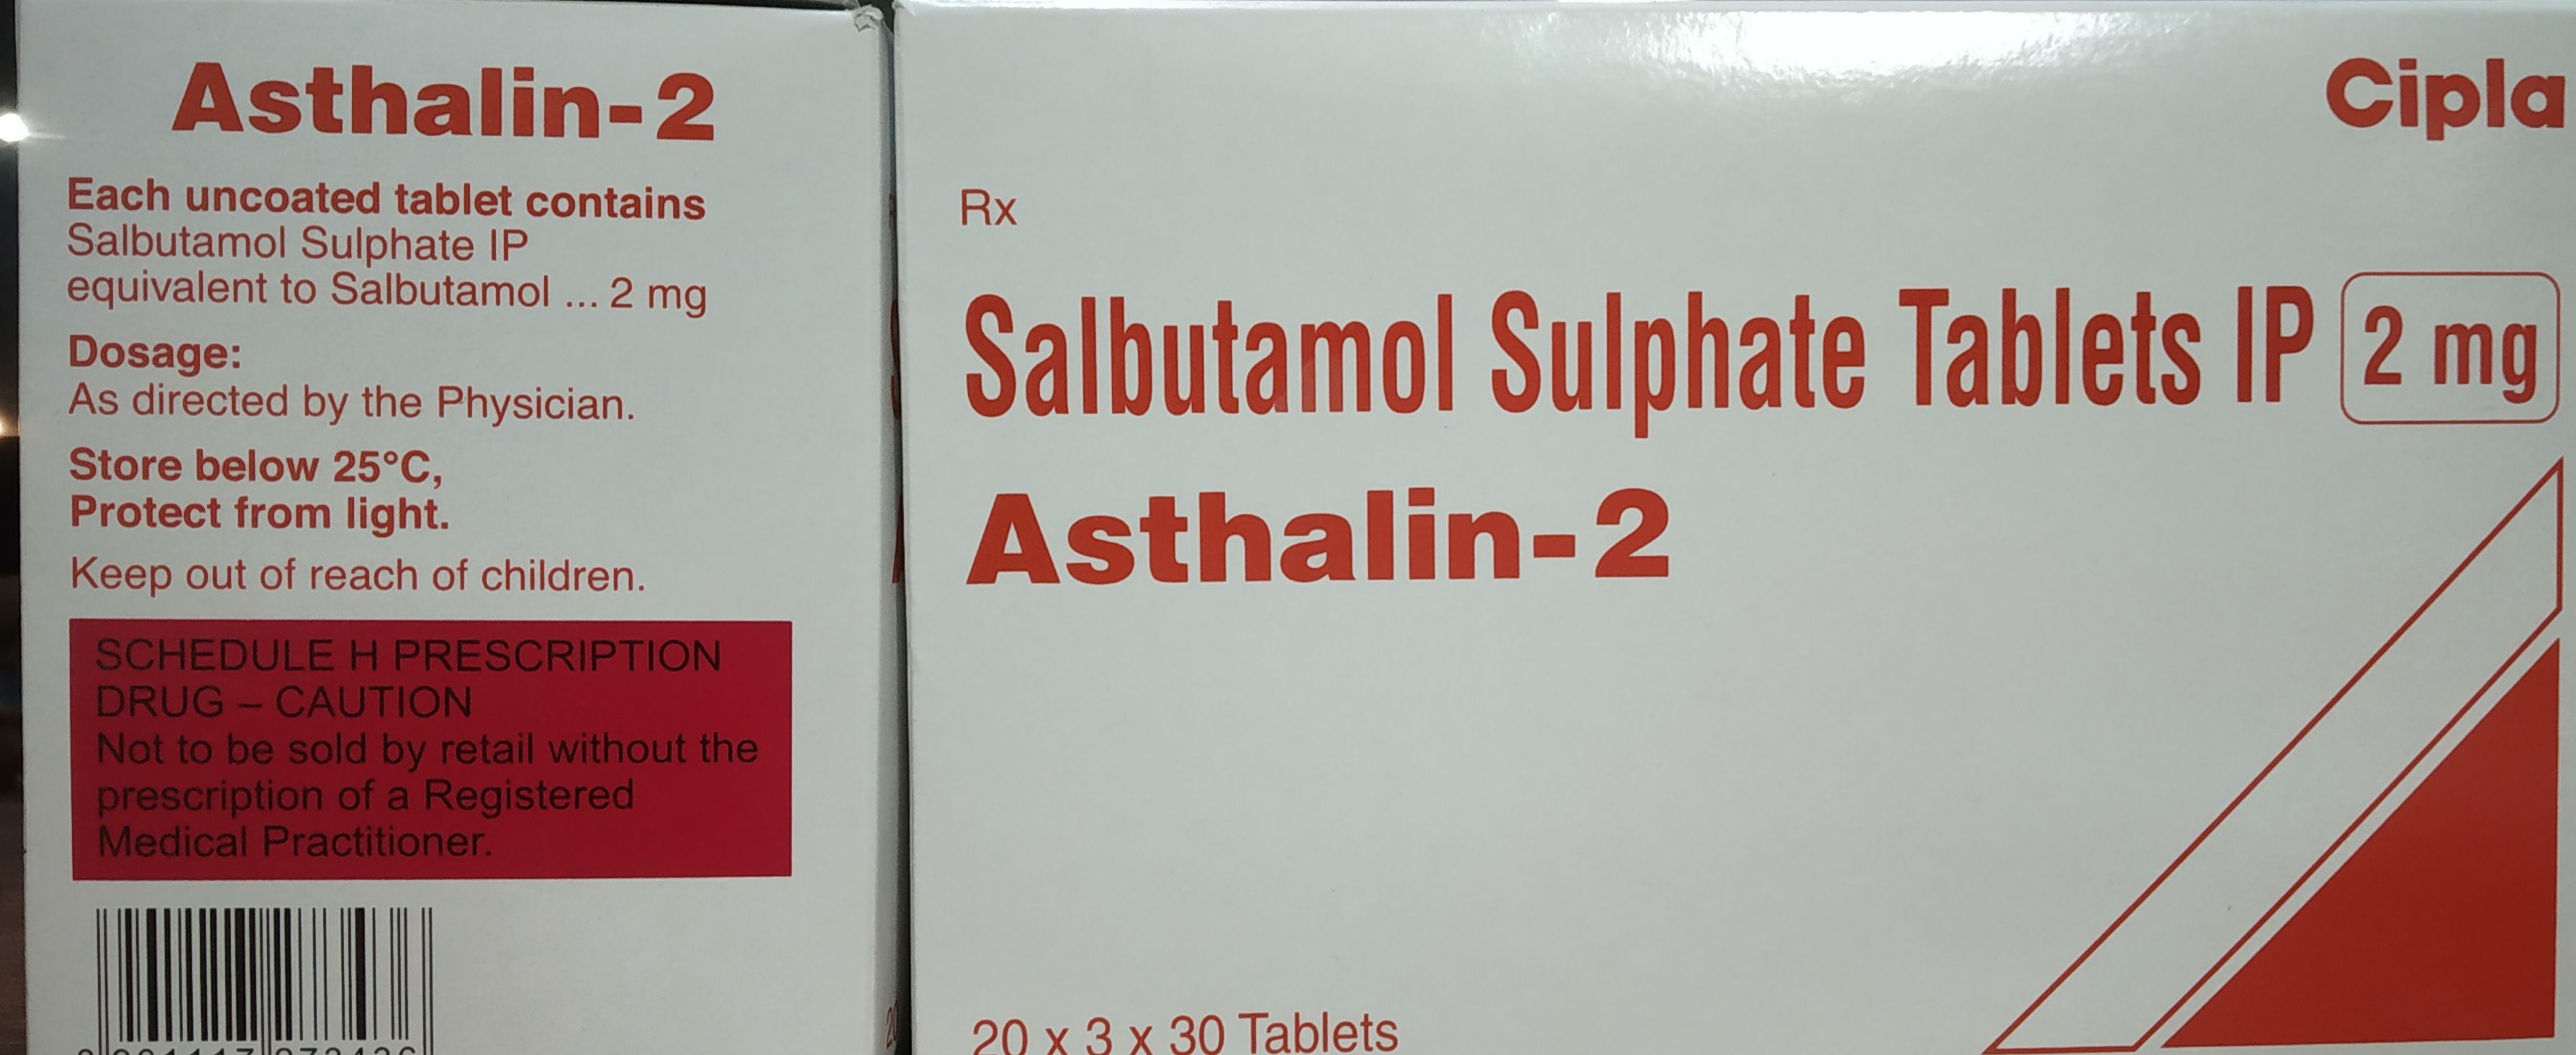 Asthalin-2
Each uncoated tablet contains
Salbutamol Sulphate IP
equivalent to Salbutamol ... 2 mg
Dosage:
As directed by the Physician.
Store below 25°C,
Protect from light.
Keep out of reach of children.
SCHEDULE H PRESCRIPTION
DRUG – CAUTION
Not to be sold by retail without the
prescription of a Registered
Medical Practitioner.
Cipla
Rx
Salbutamol Sulphate Tablets IP 2 mg
Asthalin-2
20 x 3 x 30 Tablets